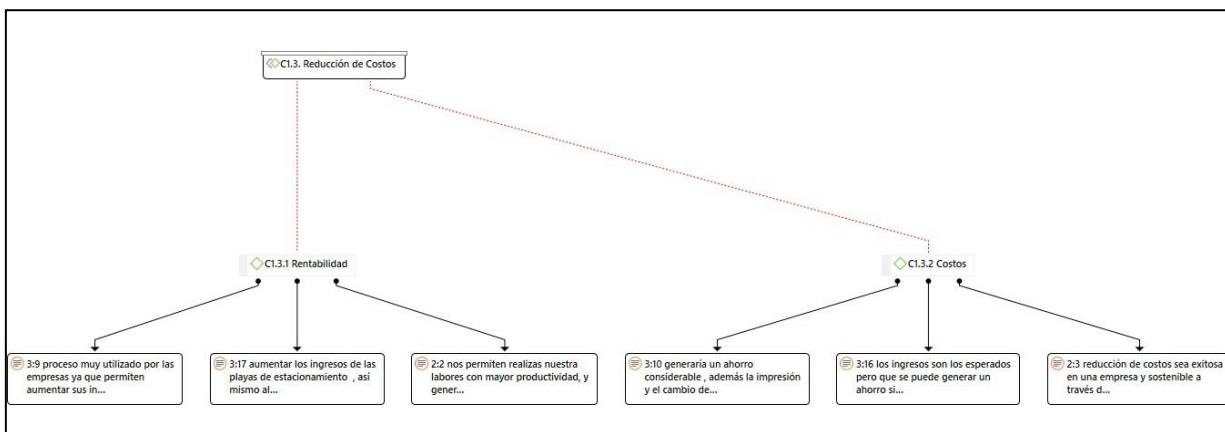 C1.3. Reducción de Costos
C1.3.1 Rentabilidad
C1.3.2 Costos
3:9 proceso muy utilizado por las
empresas ya que permiten
aumentar sus in...
3:17 aumentar los ingresos de las
playas de estacionamiento , así
mismo al...
2:2 nos permiten realizas nuestra
labores con mayor productividad, y
gener...
3:10 generaría un ahorro
considerable , además la impresión
y el cambio de...
3:16 los ingresos son los esperados
pero que se puede generar un
ahorro si...
2:3 reducción de costos sea exitosa
en una empresa y sostenible a
través d...